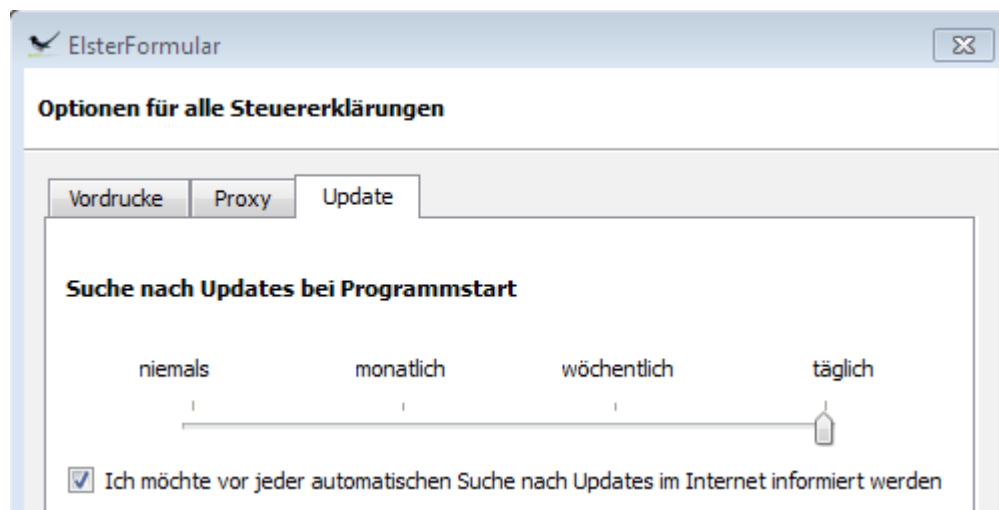 ElsterFormular
Optionen für alle Steuererklärungen
Vordrucke Proxy Update
Suche nach Updates bei Programmstart
niemals monatlich wöchentlich täglich
Ich möchte vor jeder automatischen Suche nach Updates im Internet informiert werden